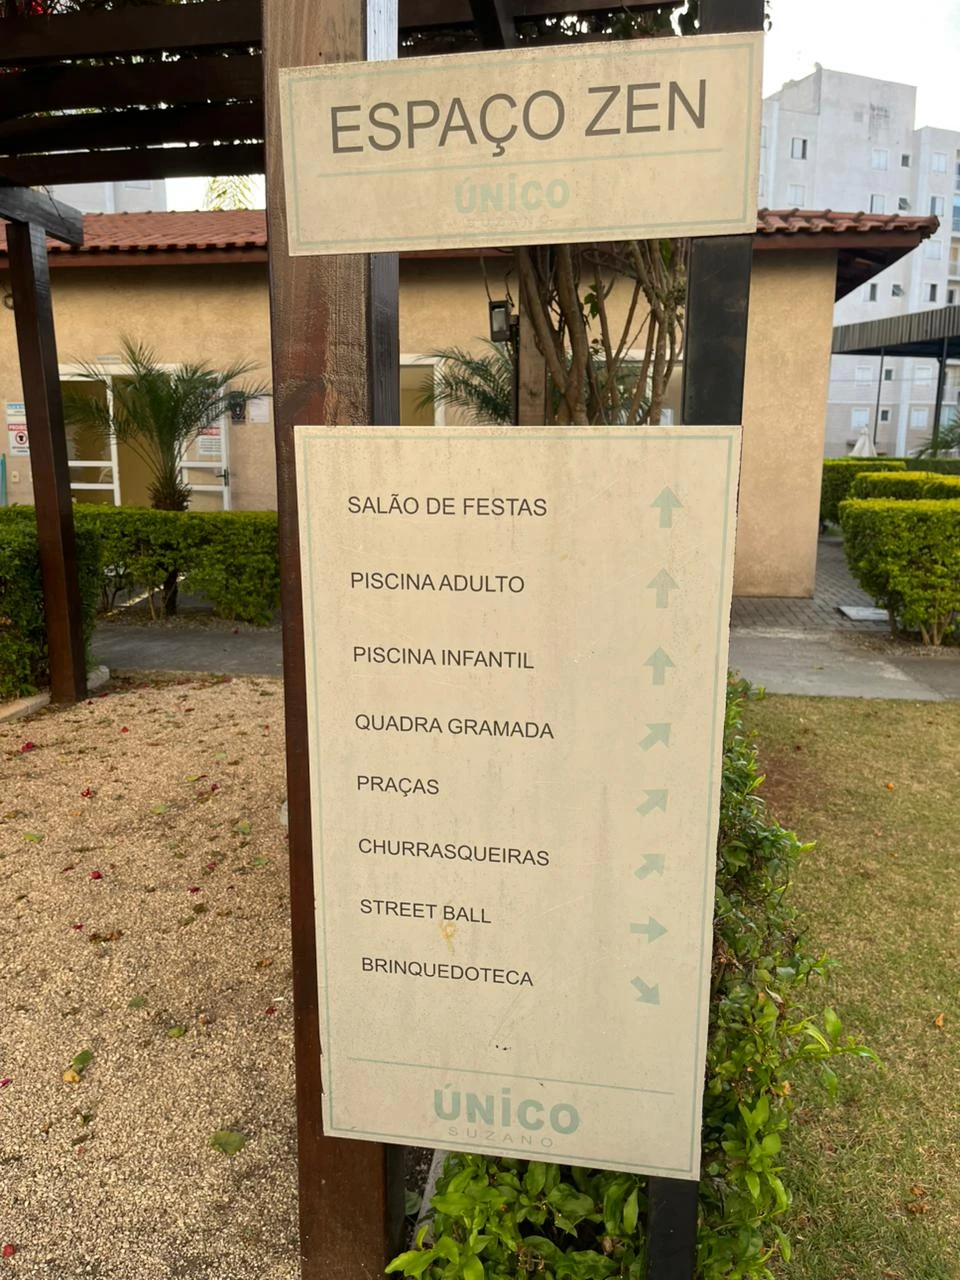 ESPAÇO ZEN
ÚNiCO
SUZANO
SALÃO DE FESTAS
PISCINA ADULTO
PISCINA INFANTIL
QUADRA GRAMADA
PRAÇAS
CHURRASQUEIRAS
STREET BALL
BRINQUEDOTECA
ÚNiCO
SUZANO